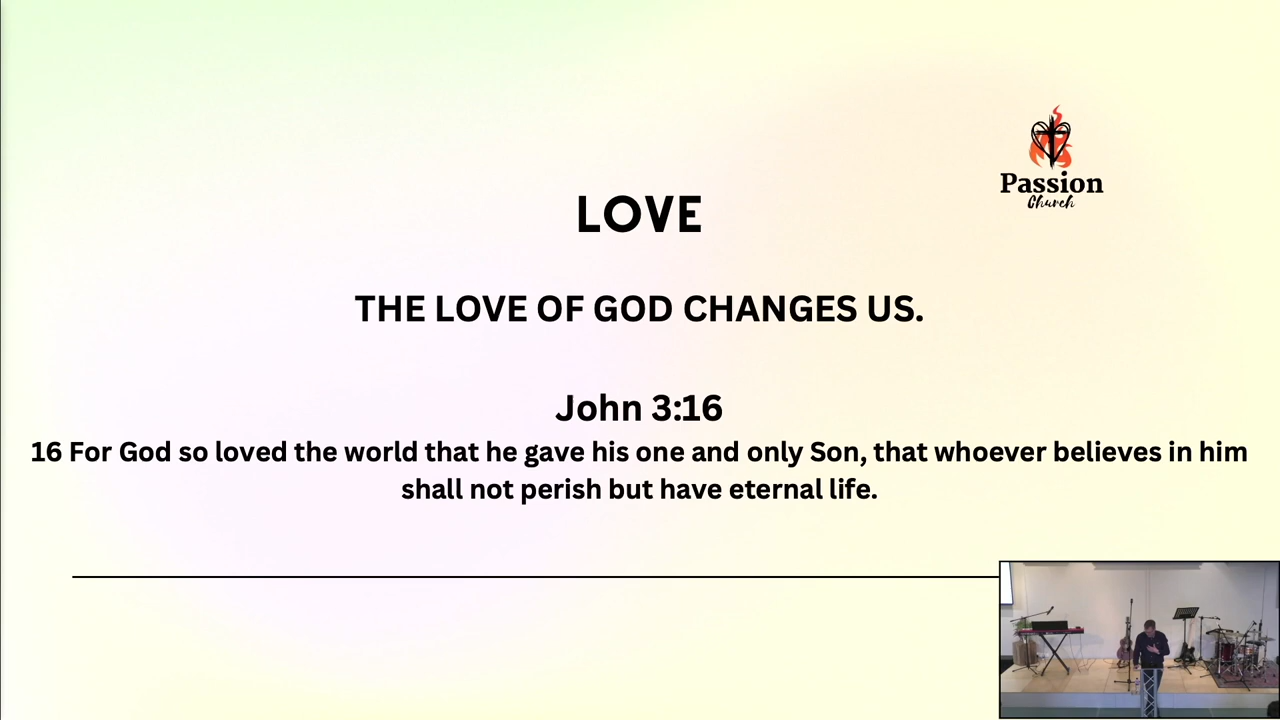 Passion
Church
LOVE
THE LOVE OF GOD CHANGES US.
John 3:16
16 For God so loved the world that he gave his one and only Son, that whoever believes in him
shall not perish but have eternal life.